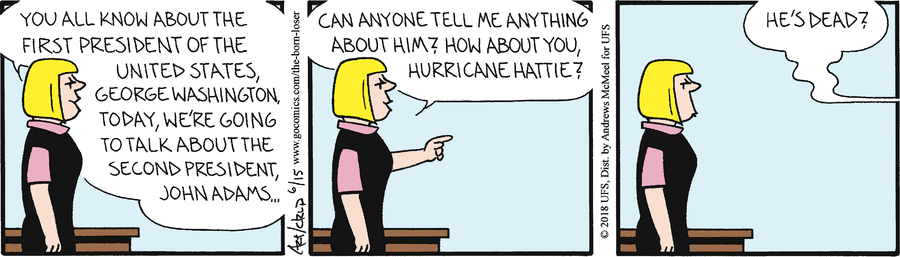 YOU ALL KNOW ABOUT THE
FIRST PRESIDENT OF THE
UNITED STATES,
GEORGE WASHINGTON,
TODAY, WE'RE GOING
TO TALK ABOUT THE
SECOND PRESIDENT,
JOHN ADAMS...
Art/chip 6/15 www.gocomics.com/the-born-loser
CAN ANYONE TELL ME ANYTHING
ABOUT HIM? HOW ABOUT YOU,
HURRICANE HATTIE?
© 2018 UFS, Dist. by Andrews McMeel for UFS
HE'S DEAD?